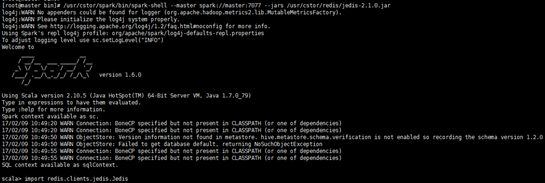 [root@master bin]# /usr/cstor/spark/bin/spark-shell --master spark://master:7077 --jars /usr/cstor/redis/jedis-2.1.0.jar
log4j:WARN No appenders could be found for logger (org.apache.hadoop.metrics2.lib.MutableMetricsFactory).
log4j:WARN Please initialize the log4j system properly.
log4j:WARN See http://logging.apache.org/log4j/1.2/faq.html#noconfig for more info.
Using Spark's repl log4j profile: org/apache/spark/log4j-defaults-repl.properties
To adjust logging level use sc.setLogLevel("INFO")
Welcome to
version 1.6.0
Using Scala version 2.10.5 (Java HotSpot(TM) 64-Bit Server VM, Java 1.7.0_79)
Type in expressions to have them evaluated.
Type :help for more information.
Spark context available as sc.
17/02/09 10:49:20 WARN Connection: BoneCP specified but not present in CLASSPATH (or one of dependencies)
17/02/09 10:49:20 WARN Connection: BoneCP specified but not present in CLASSPATH (or one of dependencies)
17/02/09 10:49:50 WARN ObjectStore: Version information not found in metastore. hive.metastore.schema.verification is not enabled so recording the schema version 1.2.0
17/02/09 10:49:50 WARN ObjectStore: Failed to get database default, returning NoSuchObjectException
17/02/09 10:49:55 WARN Connection: BoneCP specified but not present in CLASSPATH (or one of dependencies)
17/02/09 10:49:55 WARN Connection: BoneCP specified but not present in CLASSPATH (or one of dependencies)
SQL context available as sqlContext.
scala> import redis.clients.jedis.Jedis